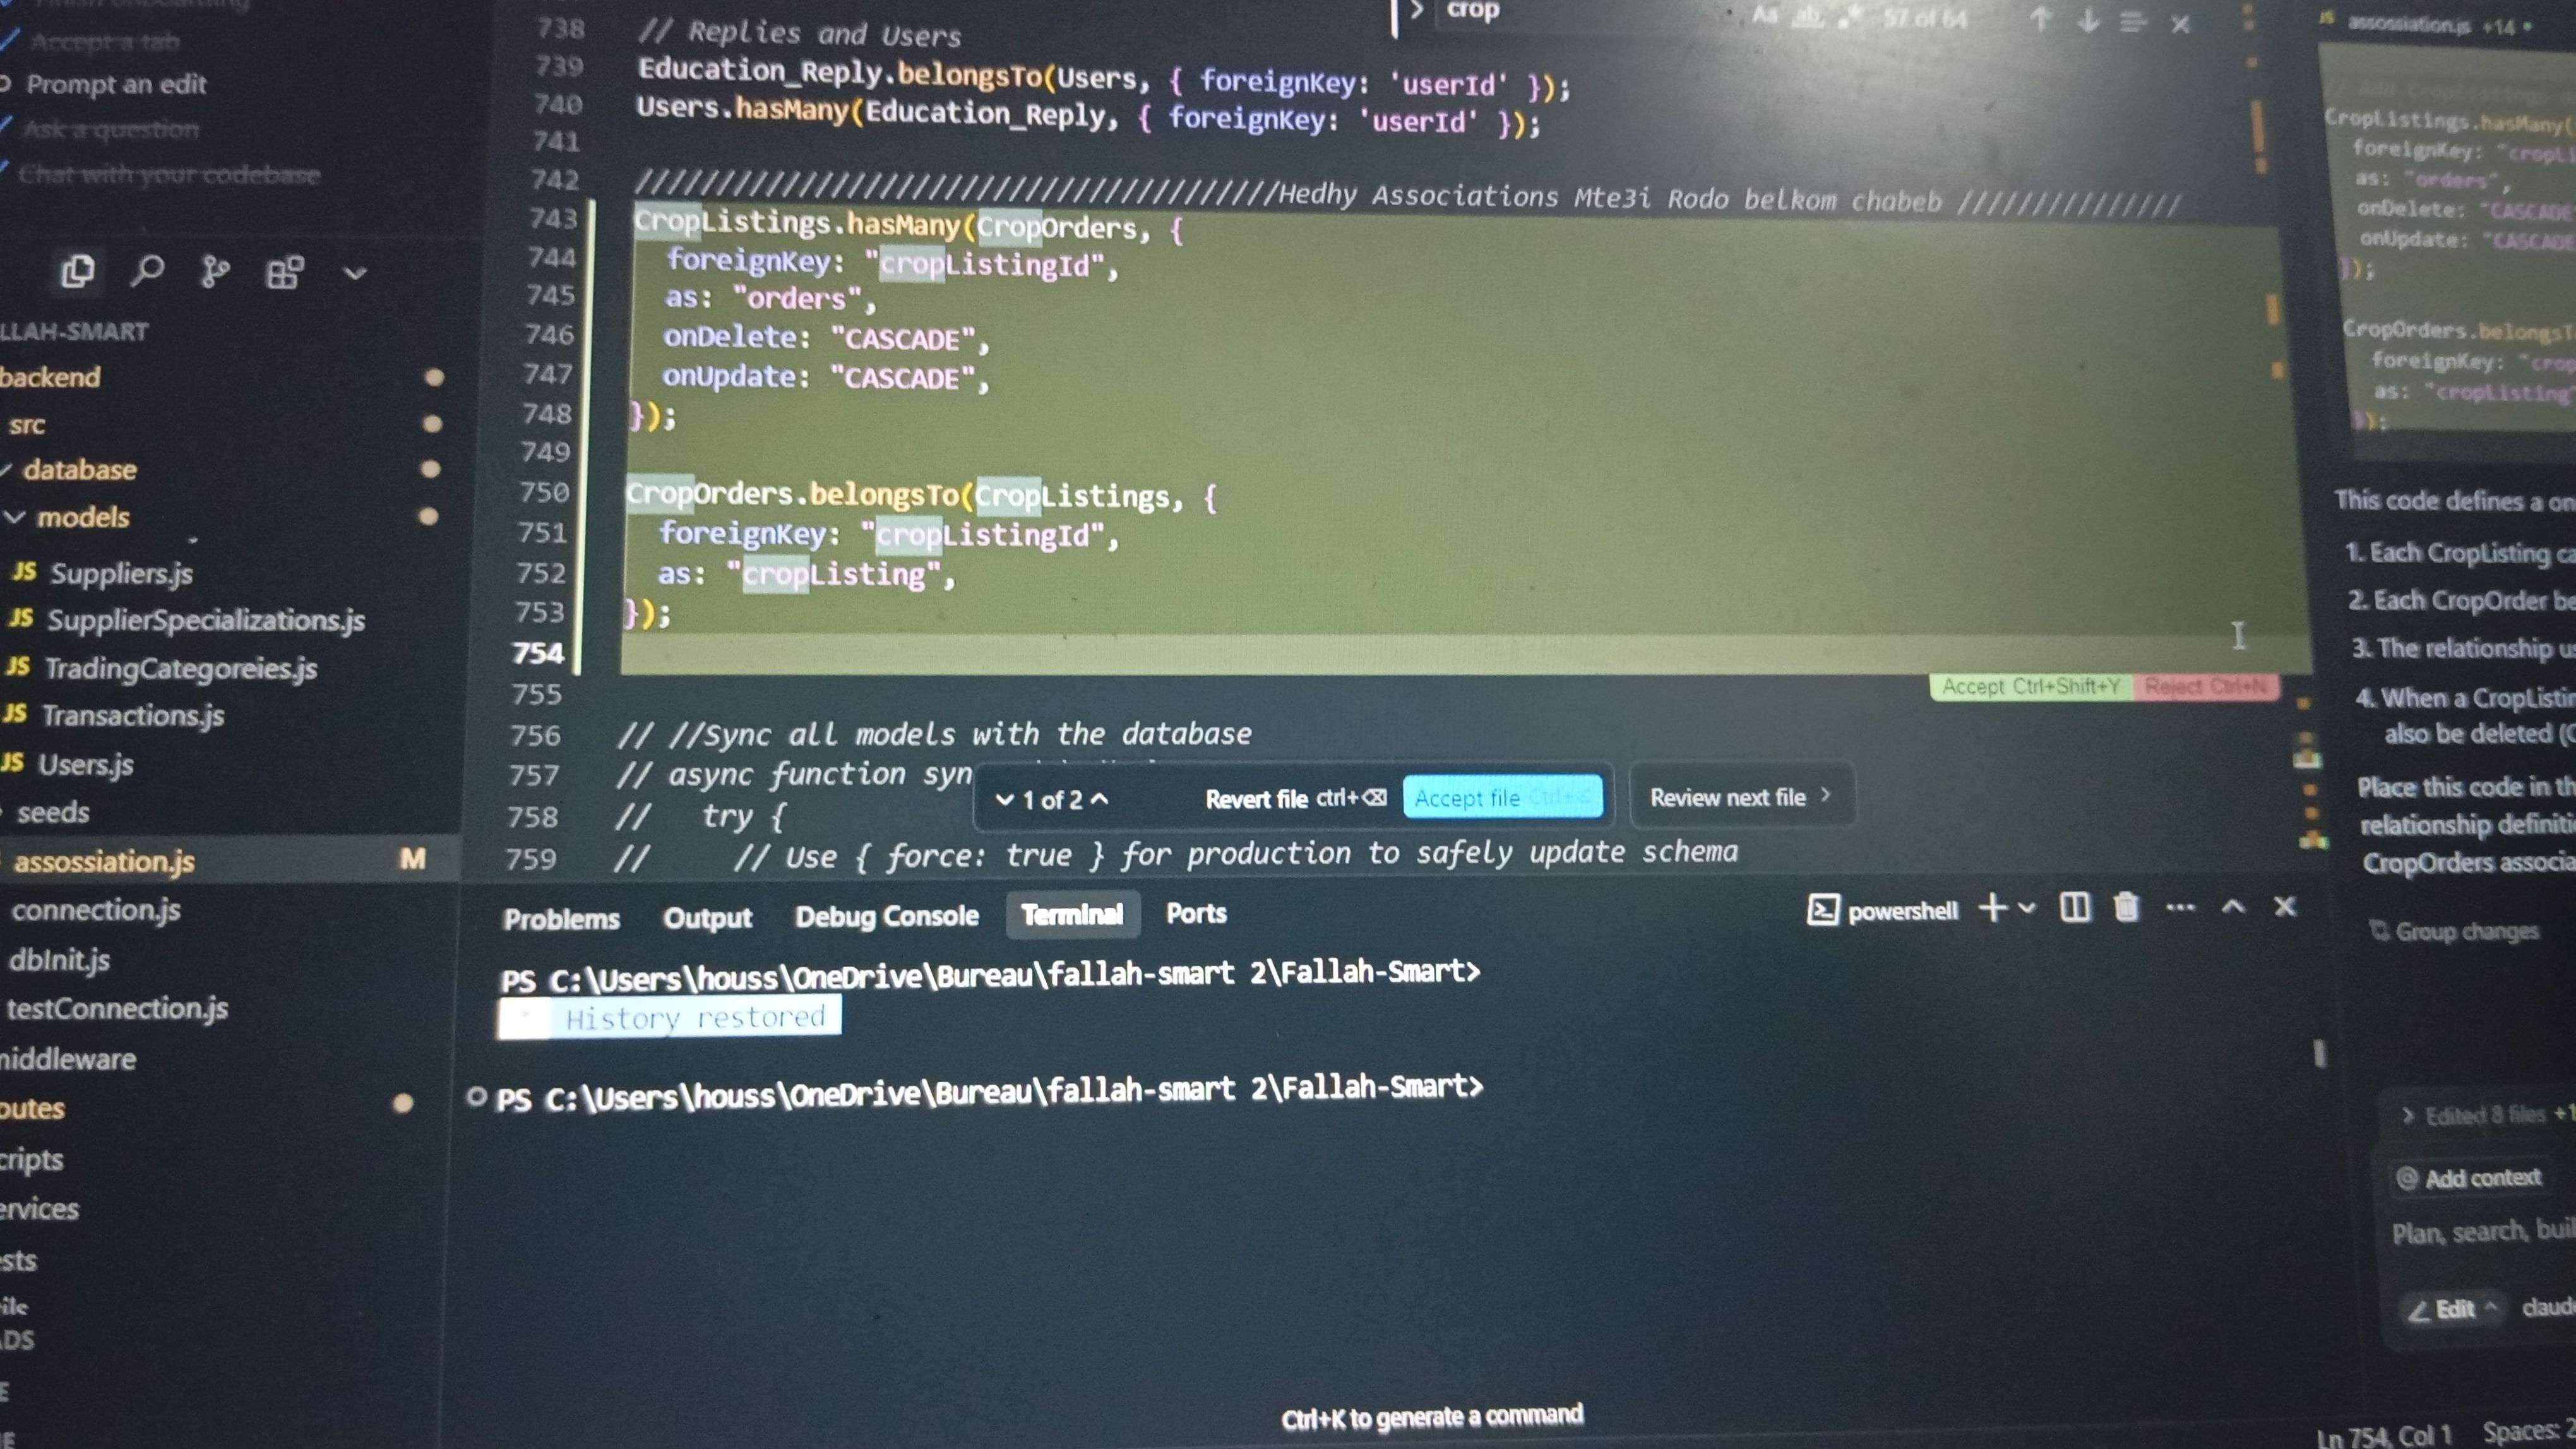 Accept a tab
Prompt an edit
Ask a question
Chat with your codebase
LLAH-SMART
backend
src
database
models
JS Suppliers.js
JS SupplierSpecializations.js
JS TradingCategoreies.js
JS Transactions.js
JS Users.js
seeds
assossiation.js M
connection.js
dbInit.js
testConnection.js
middleware
outes
cripts
ervices
sts
ile
ADS
crop
57 of 64
738 // Replies and Users
739 Education_Reply.belongsTo(Users, { foreignKey: 'userId' });
740 Users.hasMany(Education_Reply, { foreignKey: 'userId' });
741
742 ////////////////////////////////////////Hedhy Associations Mte3i Rodo belkom chabeb ///////////////
743 CropListings.hasMany(CropOrders, {
744 foreignKey: "cropListingId",
745 as: "orders",
746 onDelete: "CASCADE",
747 onUpdate: "CASCADE",
748 });
749
750 CropOrders.belongsTo(CropListings, {
751 foreignKey: "cropListingId",
752 as: "cropListing",
753 });
754
Accept Ctrl+Shift+Y Reject Ctrl+N
755
756 // //Sync all models with the database
757 // async function syn
1 of 2 Revert file ctrl+⌫ Accept file Review next file
758 // try {
759 // // Use { force: true } for production to safely update schema
Problems Output Debug Console Terminal Ports
powershell
PS C:\Users\houss\OneDrive\Bureau\fallah-smart 2\Fallah-Smart>
* History restored
PS C:\Users\houss\OneDrive\Bureau\fallah-smart 2\Fallah-Smart>
Ctrl+K to generate a command
JS assossiation.js +14
CropListings.hasMany(
foreignKey: "cropLi
as: "orders",
onDelete: "CASCADE
onUpdate: "CASCADE
});
CropOrders.belongsT
foreignKey: "crop
as: "cropListing
});
This code defines a on
1. Each CropListing ca
2. Each CropOrder be
3. The relationship us
4. When a CropListin
also be deleted (C
Place this code in th
relationship definiti
CropOrders associa
Group changes
Edited 8 files +1
Add context
Plan, search, buil
Edit claud
Ln 754, Col 1 Spaces: 2